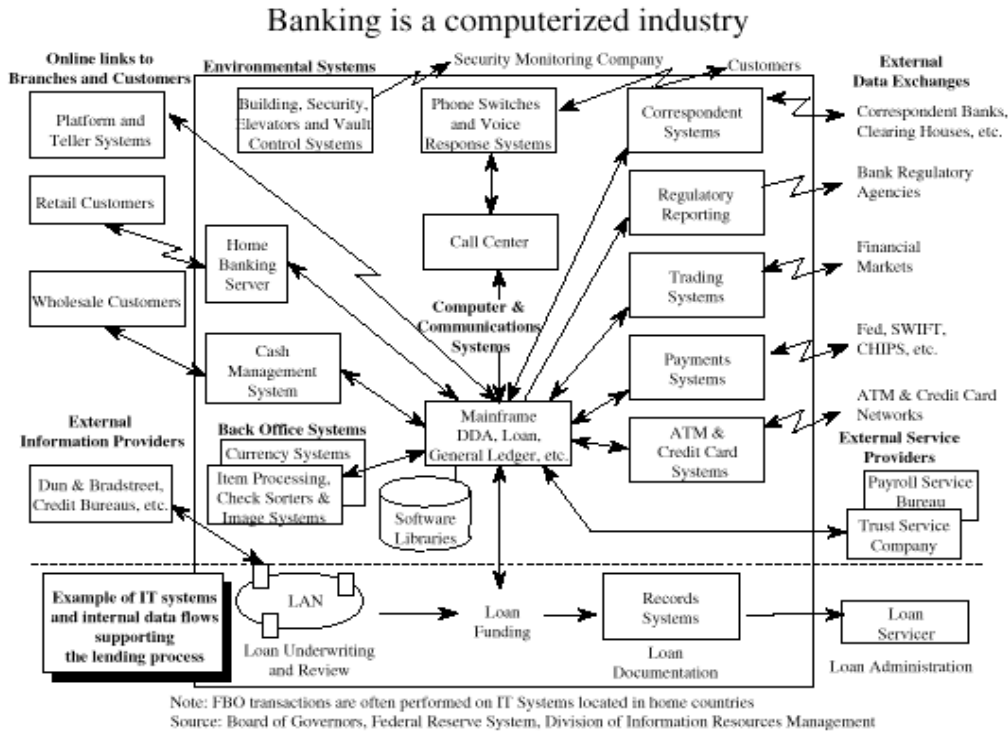 Banking is a computerized industry
Online links to
Branches and Customers
Environmental Systems
Security Monitoring Company
Customers
External
Data Exchanges
Platform and
Teller Systems
Building, Security,
Elevators and Vault
Control Systems
Phone Switches
and Voice
Response Systems
Correspondent
Systems
Correspondent Banks,
Clearing Houses, etc.
Retail Customers
Home
Banking
Server
Call Center
Regulatory
Reporting
Bank Regulatory
Agencies
Wholesale Customers
Computer &
Communications
Systems
Trading
Systems
Financial
Markets
Cash
Management
System
Payments
Systems
Fed, SWIFT,
CHIPS, etc.
External
Information Providers
Back Office Systems
Currency Systems
Item Processing,
Check Sorters &
Image Systems
Mainframe
DDA, Loan,
General Ledger, etc.
Software
Libraries
ATM &
Credit Card
Systems
ATM & Credit Card
Networks
External Service
Providers
Payroll Service
Bureau
Trust Service
Company
Dun & Bradstreet,
Credit Bureaus, etc.
Example of IT systems
and internal data flows
supporting
the lending process
LAN
Loan Underwriting
and Review
Loan
Funding
Records
Systems
Loan
Documentation
Loan
Servicer
Loan Administration
Note: FBO transactions are often performed on IT Systems located in home countries
Source: Board of Governors, Federal Reserve System, Division of Information Resources Management